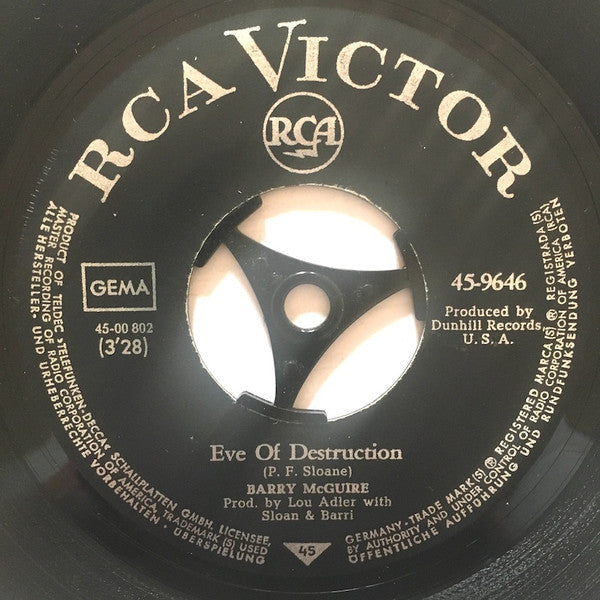 RCA VICTOR
RCA
GEMA
45-00 802
(3'28)
45-9646
Produced by
Dunhill Records,
U. S. A.
Eve Of Destruction
(P. F. Sloane)
BARRY McGUIRE
Prod. by Lou Adler with
Sloan & Barri
45
PRODUCT OF TELDEC »TELEFUNKEN-DECCA« SCHALLPLATTEN GMBH, LICENSEE,
MASTER RECORDING OF RADIO CORPORATION OF AMERICA, TRADEMARK (S) USED
ALLE HERSTELLER- UND URHEBERRECHTE VORBEHALTEN / ÜBERSPIELUNG
GERMANY - TRADE MARK (S) ® REGISTERED MARCA (S) ® REGISTRADA (S)
BY AUTHORITY AND UNDER CONTROL OF RADIO CORPORATION OF AMERICA (RCA)
ÖFFENTLICHE AUFFÜHRUNG UND RUNDFUNKSENDUNG VERBOTEN